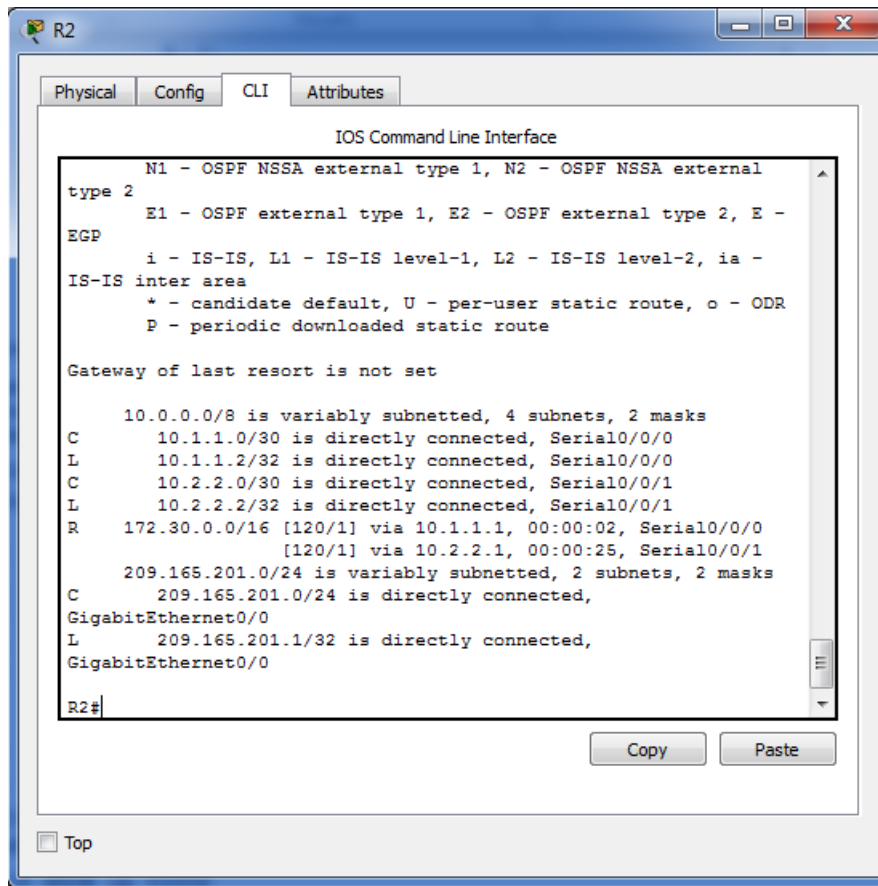 R2
Physical Config CLI Attributes
IOS Command Line Interface
N1 - OSPF NSSA external type 1, N2 - OSPF NSSA external
type 2
E1 - OSPF external type 1, E2 - OSPF external type 2, E -
EGP
i - IS-IS, L1 - IS-IS level-1, L2 - IS-IS level-2, ia -
IS-IS inter area
* - candidate default, U - per-user static route, o - ODR
P - periodic downloaded static route
Gateway of last resort is not set
10.0.0.0/8 is variably subnetted, 4 subnets, 2 masks
C 10.1.1.0/30 is directly connected, Serial0/0/0
L 10.1.1.2/32 is directly connected, Serial0/0/0
C 10.2.2.0/30 is directly connected, Serial0/0/1
L 10.2.2.2/32 is directly connected, Serial0/0/1
R 172.30.0.0/16 [120/1] via 10.1.1.1, 00:00:02, Serial0/0/0
[120/1] via 10.2.2.1, 00:00:25, Serial0/0/1
209.165.201.0/24 is variably subnetted, 2 subnets, 2 masks
C 209.165.201.0/24 is directly connected,
GigabitEthernet0/0
L 209.165.201.1/32 is directly connected,
GigabitEthernet0/0
R2#
Copy Paste
Top